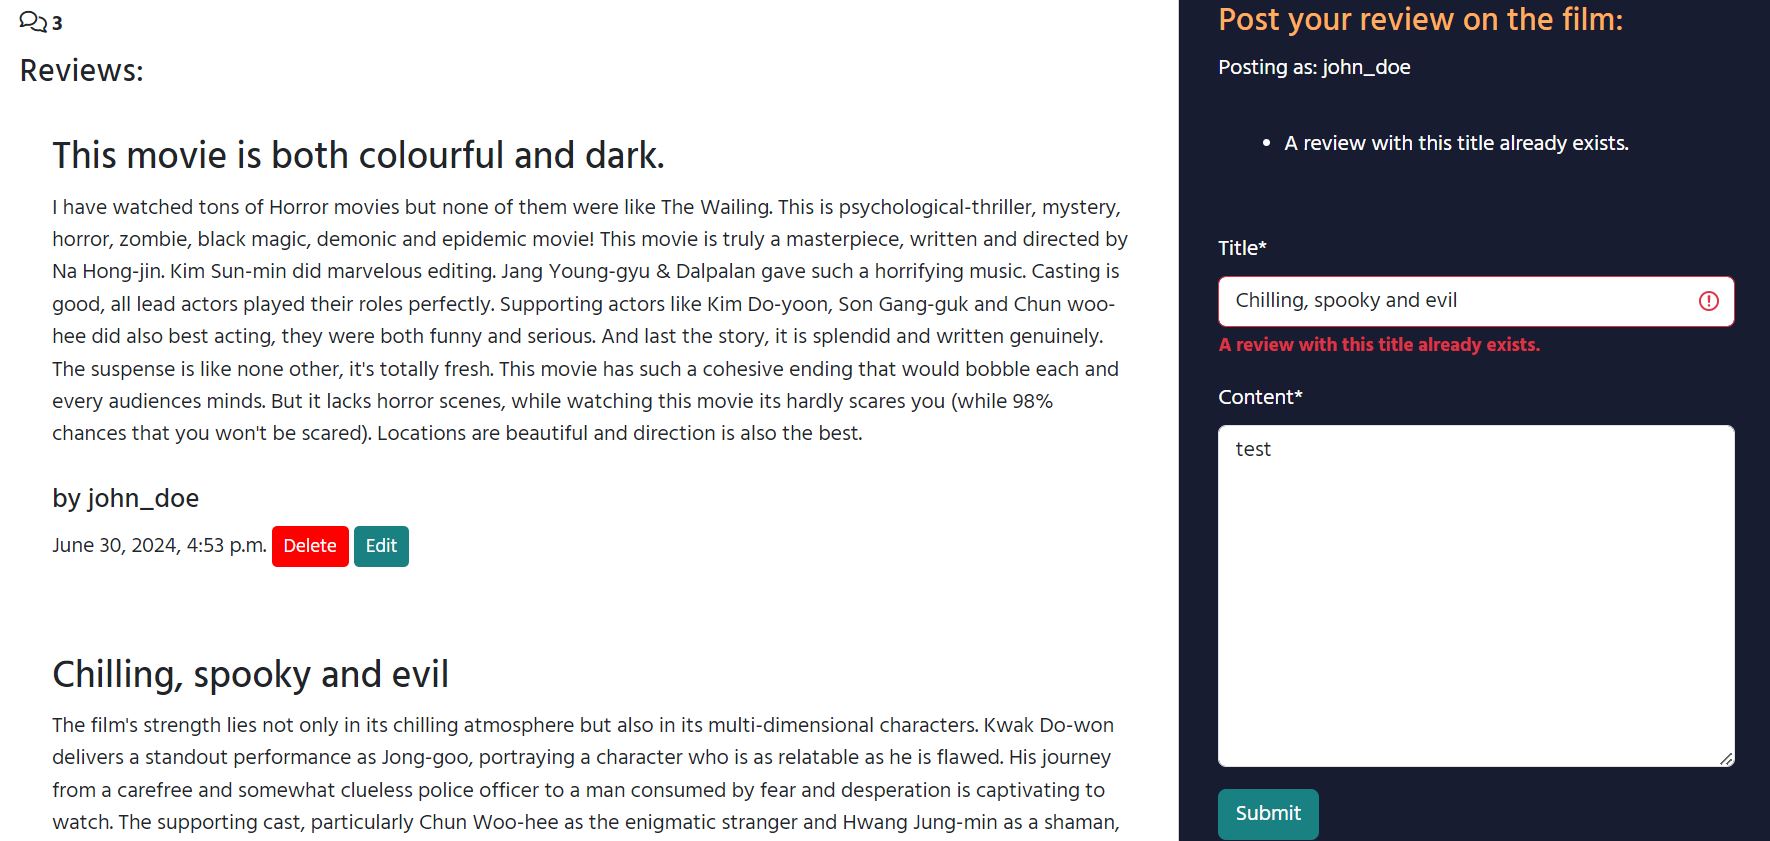 3
Reviews:
This movie is both colourful and dark.
I have watched tons of Horror movies but none of them were like The Wailing. This is psychological-thriller, mystery,
horror, zombie, black magic, demonic and epidemic movie! This movie is truly a masterpiece, written and directed by
Na Hong-jin. Kim Sun-min did marvelous editing. Jang Young-gyu & Dalpalan gave such a horrifying music. Casting is
good, all lead actors played their roles perfectly. Supporting actors like Kim Do-yoon, Son Gang-guk and Chun woo-
hee did also best acting, they were both funny and serious. And last the story, it is splendid and written genuinely.
The suspense is like none other, it's totally fresh. This movie has such a cohesive ending that would bobble each and
every audiences minds. But it lacks horror scenes, while watching this movie its hardly scares you (while 98%
chances that you won't be scared). Locations are beautiful and direction is also the best.
by john_doe
June 30, 2024, 4:53 p.m. Delete Edit
Chilling, spooky and evil
The film's strength lies not only in its chilling atmosphere but also in its multi-dimensional characters. Kwak Do-won
delivers a standout performance as Jong-goo, portraying a character who is as relatable as he is flawed. His journey
from a carefree and somewhat clueless police officer to a man consumed by fear and desperation is captivating to
watch. The supporting cast, particularly Chun Woo-hee as the enigmatic stranger and Hwang Jung-min as a shaman,
Post your review on the film:
Posting as: john_doe
• A review with this title already exists.
Title*
Chilling, spooky and evil
A review with this title already exists.
Content*
test
Submit